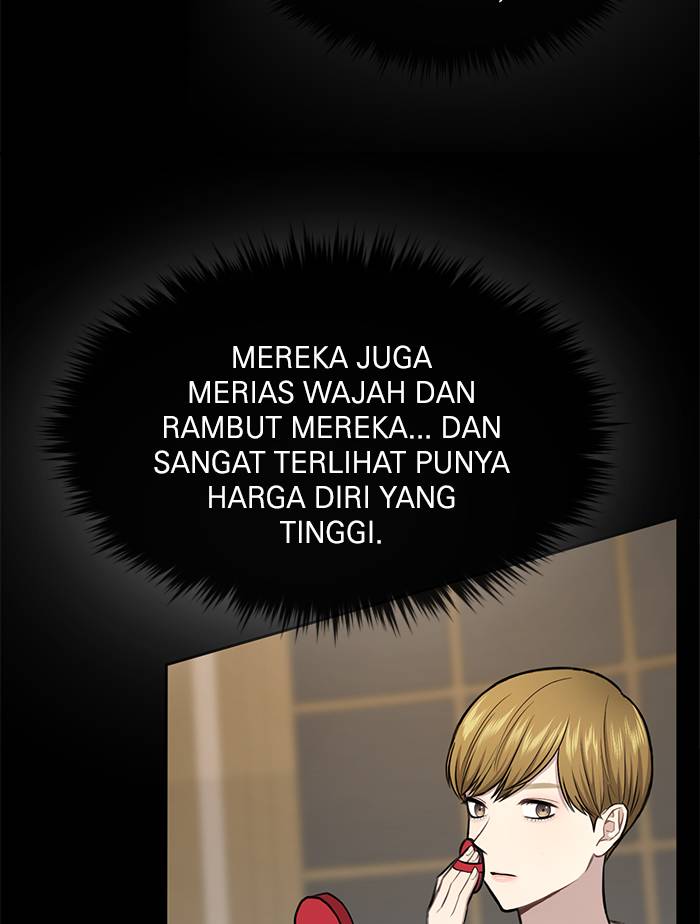 MEREKA JUGA
MERIAS WAJAH DAN
RAMBUT MEREKA... DAN
SANGAT TERLIHAT PUNYA
HARGA DIRI YANG
TINGGI.